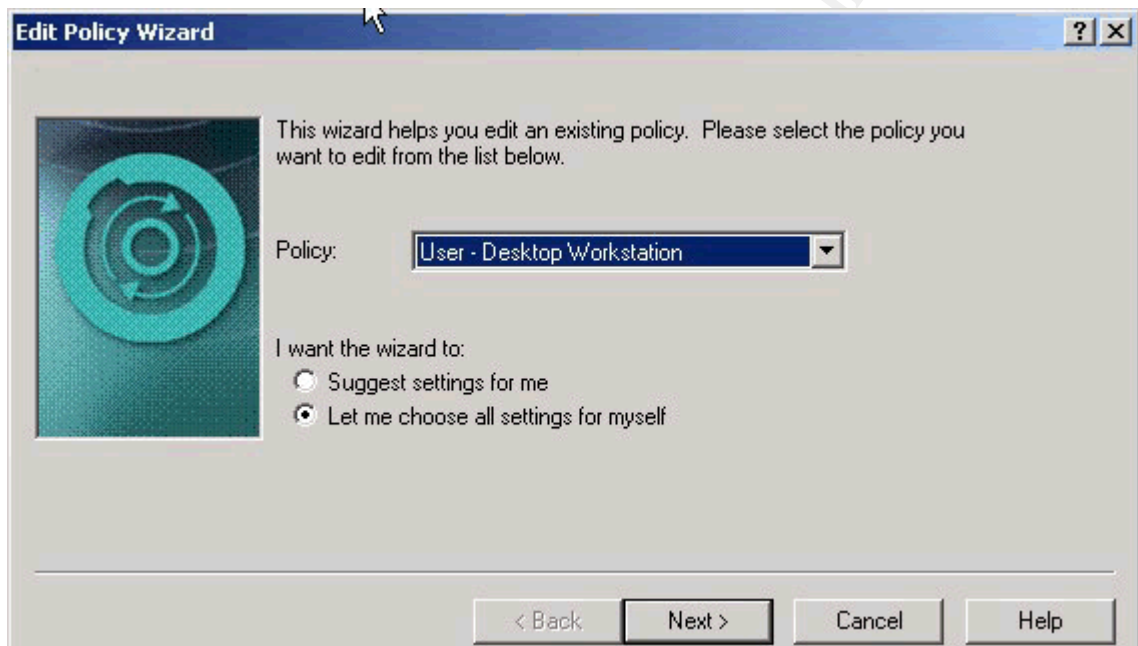 Edit Policy Wizard
This wizard helps you edit an existing policy. Please select the policy you
want to edit from the list below.
Policy: User - Desktop Workstation
I want the wizard to:
Suggest settings for me
Let me choose all settings for myself
< Back Next > Cancel Help